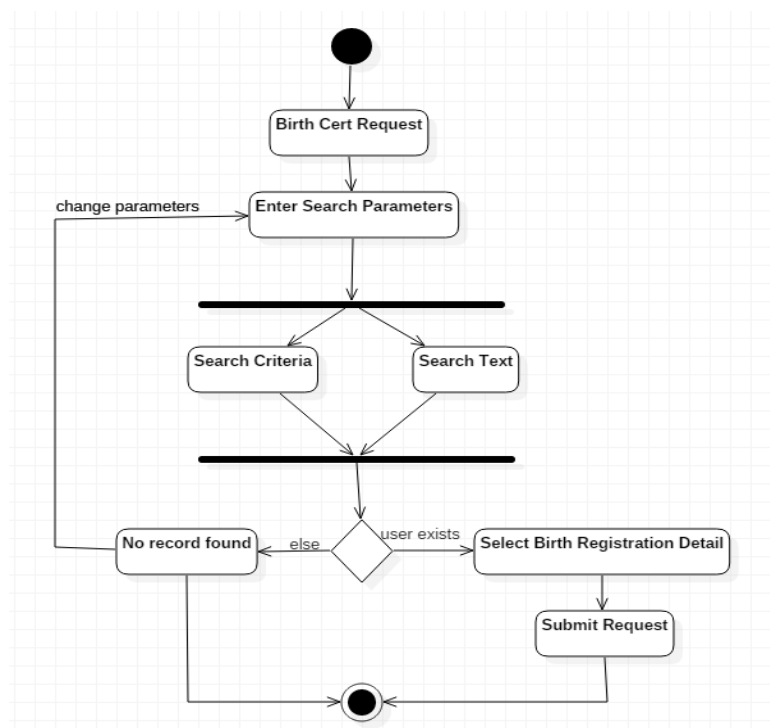 Birth Cert Request
change parameters
Enter Search Parameters
Search Criteria
Search Text
No record found
else
user exists
Select Birth Registration Detail
Submit Request